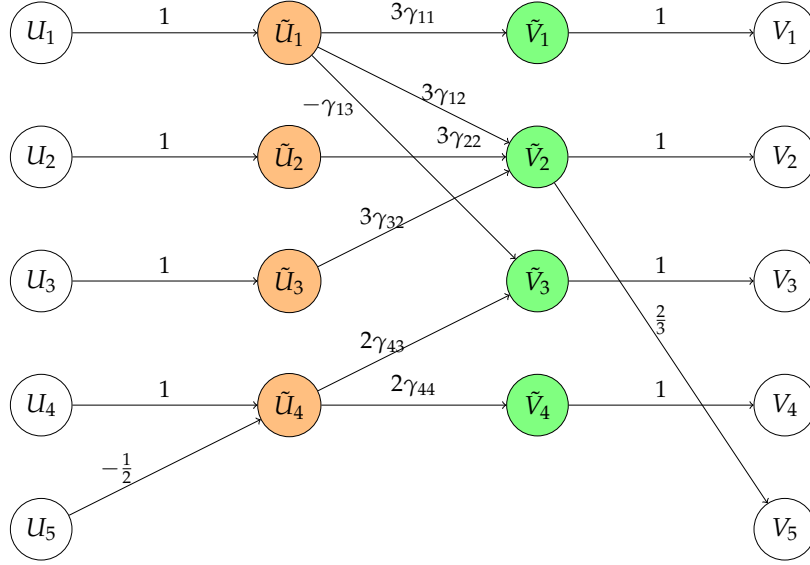 U₁ 1 Ũ₁ 3γ₁₁ Ṽ₁ 1 V₁
3γ₁₂
−γ₁₃
U₂ 1 Ũ₂ 3γ₂₂ Ṽ₂ 1 V₂
3γ₃₂
U₃ 1 Ũ₃ Ṽ₃ 1 V₃
2/3
2γ₄₃
U₄ 1 Ũ₄ 2γ₄₄ Ṽ₄ 1 V₄
−1/2
U₅ V₅